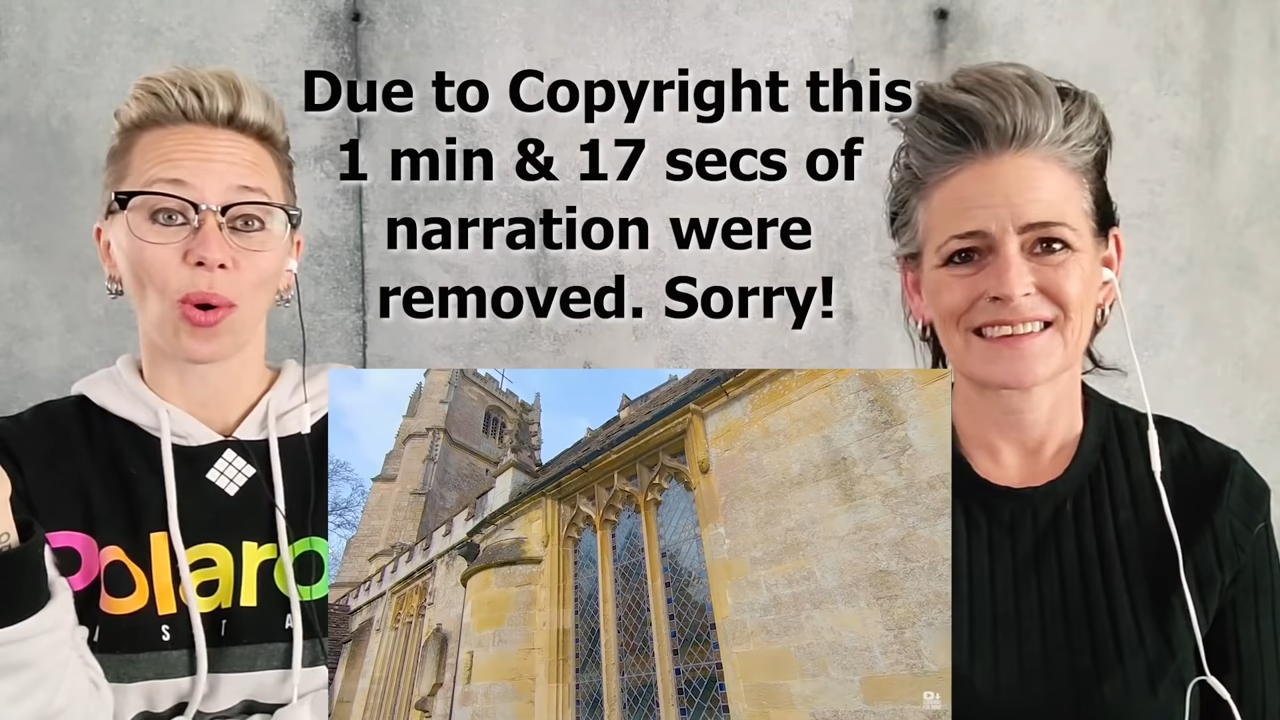 Due to Copyright this
1 min & 17 secs of
narration were
removed. Sorry!
Polaro
I S T A